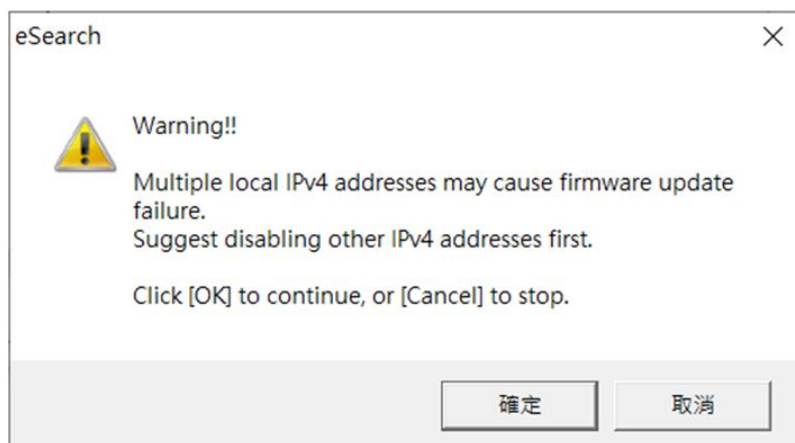 eSearch
Warning!!
Multiple local IPv4 addresses may cause firmware update
failure.
Suggest disabling other IPv4 addresses first.
Click [OK] to continue, or [Cancel] to stop.
確定
取消